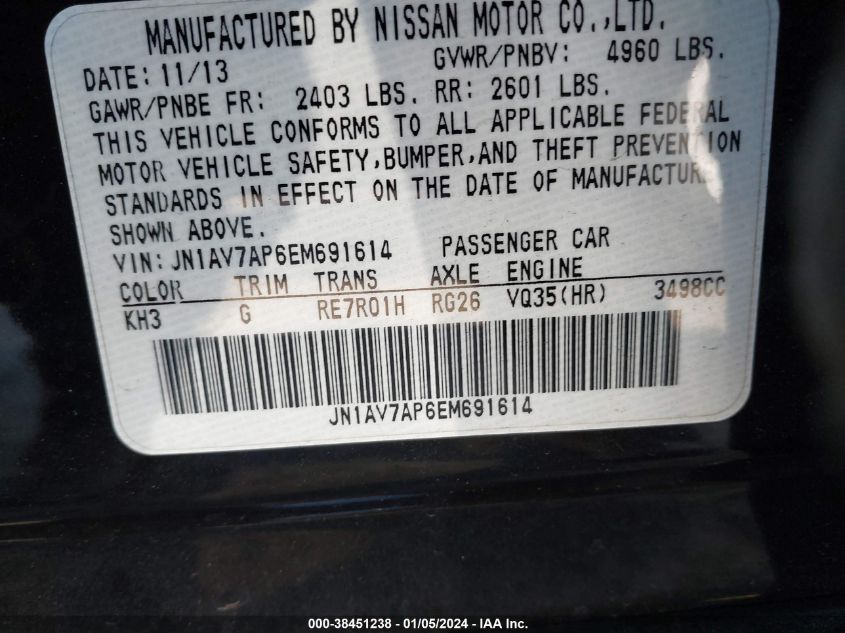 MANUFACTURED BY NISSAN MOTOR CO.,LTD.
DATE: 11/13 GVWR/PNBV: 4960 LBS.
GAWR/PNBE FR: 2403 LBS. RR: 2601 LBS.
THIS VEHICLE CONFORMS TO ALL APPLICABLE FEDERAL
MOTOR VEHICLE SAFETY,BUMPER,AND THEFT PREVENTION
STANDARDS IN EFFECT ON THE DATE OF MANUFACTURE
SHOWN ABOVE.
VIN: JN1AV7AP6EM691614 PASSENGER CAR
COLOR TRIM TRANS AXLE ENGINE
KH3 G RE7R01H RG26 VQ35(HR) 3498CC
JN1AV7AP6EM691614
000-38451238 - 01/05/2024 - IAA Inc.